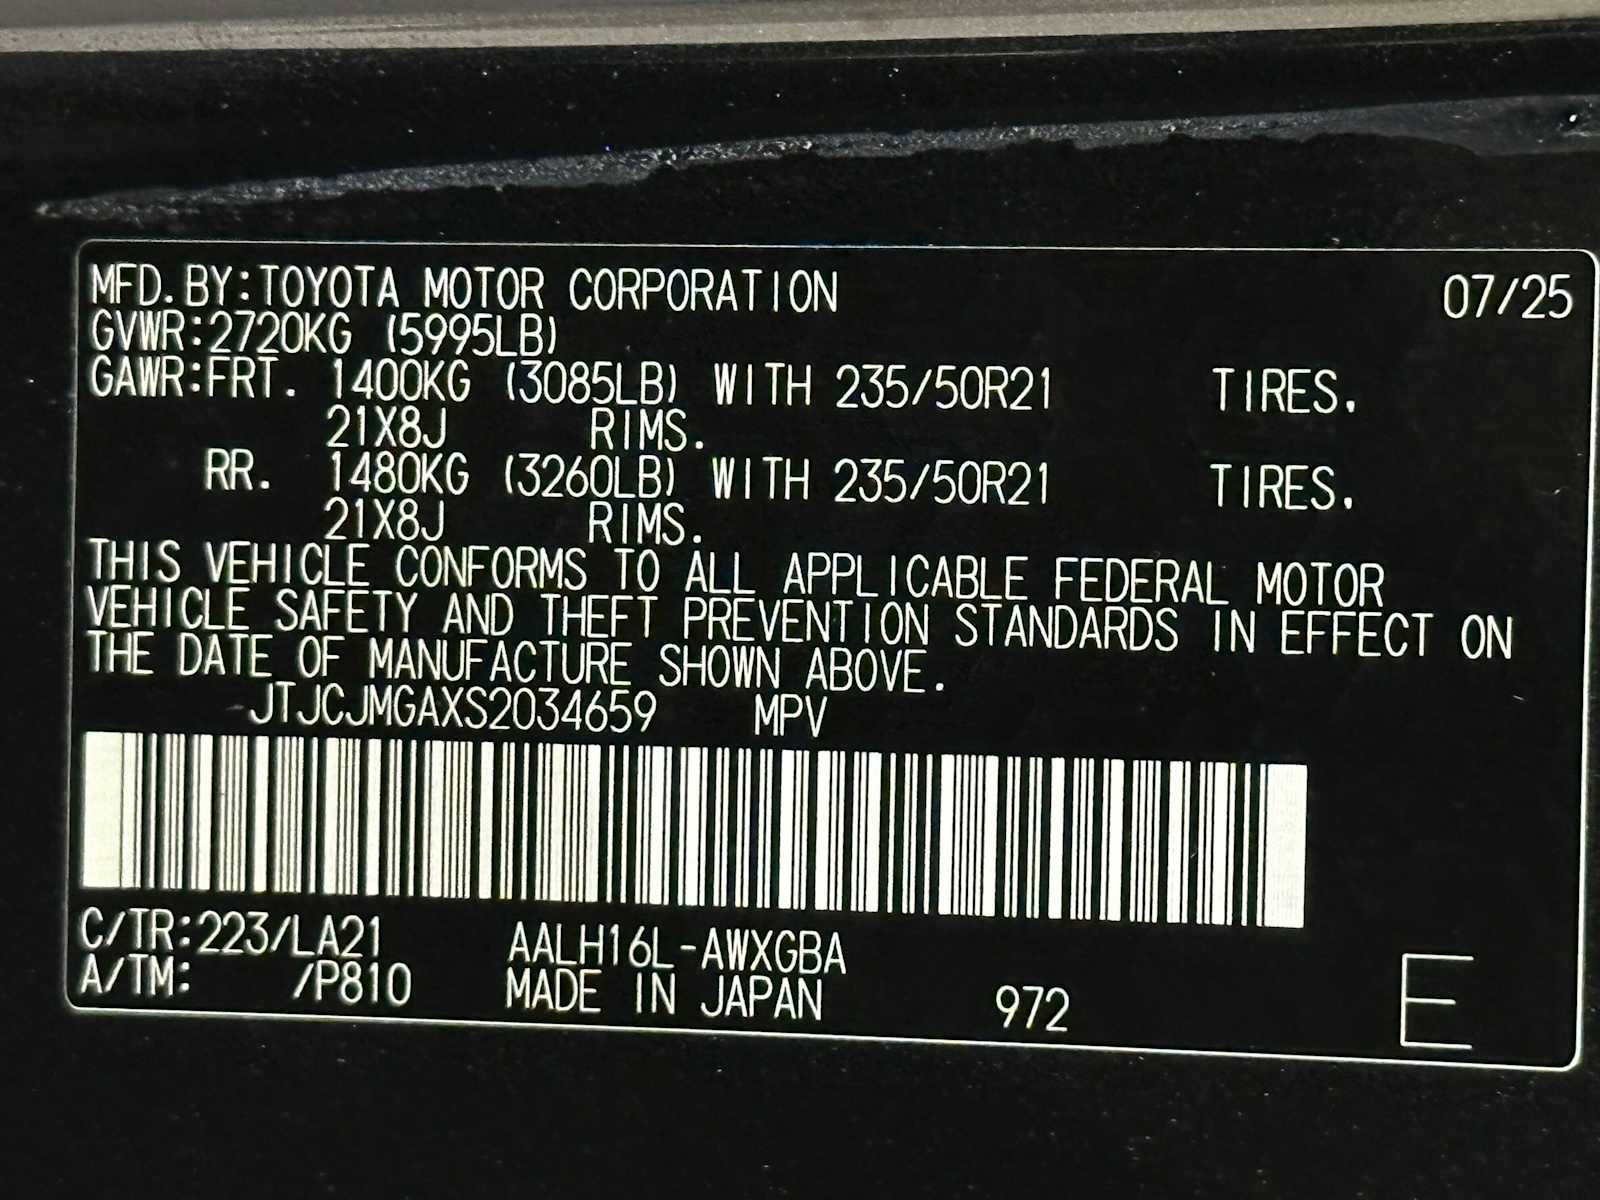 MFD.BY:TOYOTA MOTOR CORPORATION 07/25
GVWR:2720KG (5995LB)
GAWR:FRT. 1400KG (3085LB) WITH 235/50R21 TIRES.
21X8J RIMS.
RR. 1480KG (3260LB) WITH 235/50R21 TIRES.
21X8J RIMS.
THIS VEHICLE CONFORMS TO ALL APPLICABLE FEDERAL MOTOR
VEHICLE SAFETY AND THEFT PREVENTION STANDARDS IN EFFECT ON
THE DATE OF MANUFACTURE SHOWN ABOVE.
JTJCJMGAXS2034659 MPV
C/TR:223/LA21 AALH16L-AWXGBA
A/TM: /P810 MADE IN JAPAN 972 E